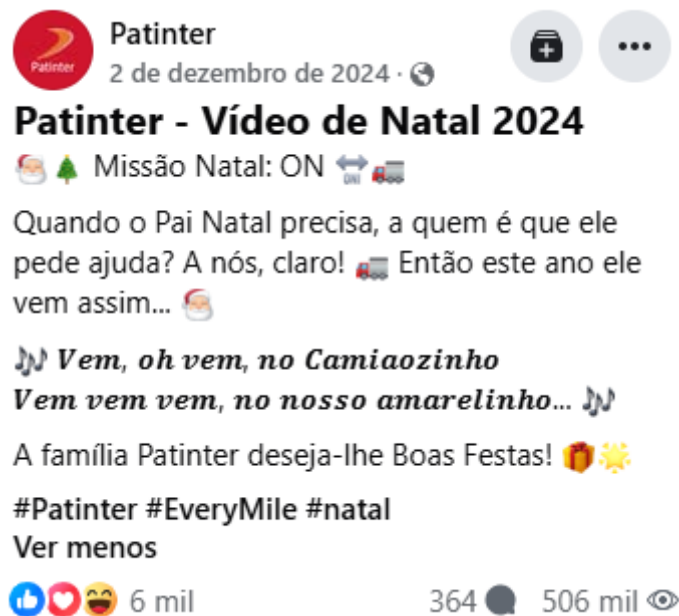 Patinter
Patinter
2 de dezembro de 2024 ·
Patinter - Vídeo de Natal 2024
🎅🎄 Missão Natal: ON 🔛🚛
Quando o Pai Natal precisa, a quem é que ele
pede ajuda? A nós, claro! 🚛 Então este ano ele
vem assim... 🎅
🎶 𝑽𝒆𝒎, 𝒐𝒉 𝒗𝒆𝒎, 𝒏𝒐 𝑪𝒂𝒎𝒊𝒂𝒐𝒛𝒊𝒏𝒉𝒐
𝑽𝒆𝒎 𝒗𝒆𝒎 𝒗𝒆𝒎, 𝒏𝒐 𝒏𝒐𝒔𝒔𝒐 𝒂𝒎𝒂𝒓𝒆𝒍𝒊𝒏𝒉𝒐... 🎶
A família Patinter deseja-lhe Boas Festas! 🎁🌟
#Patinter #EveryMile #natal
Ver menos
6 mil 364 506 mil